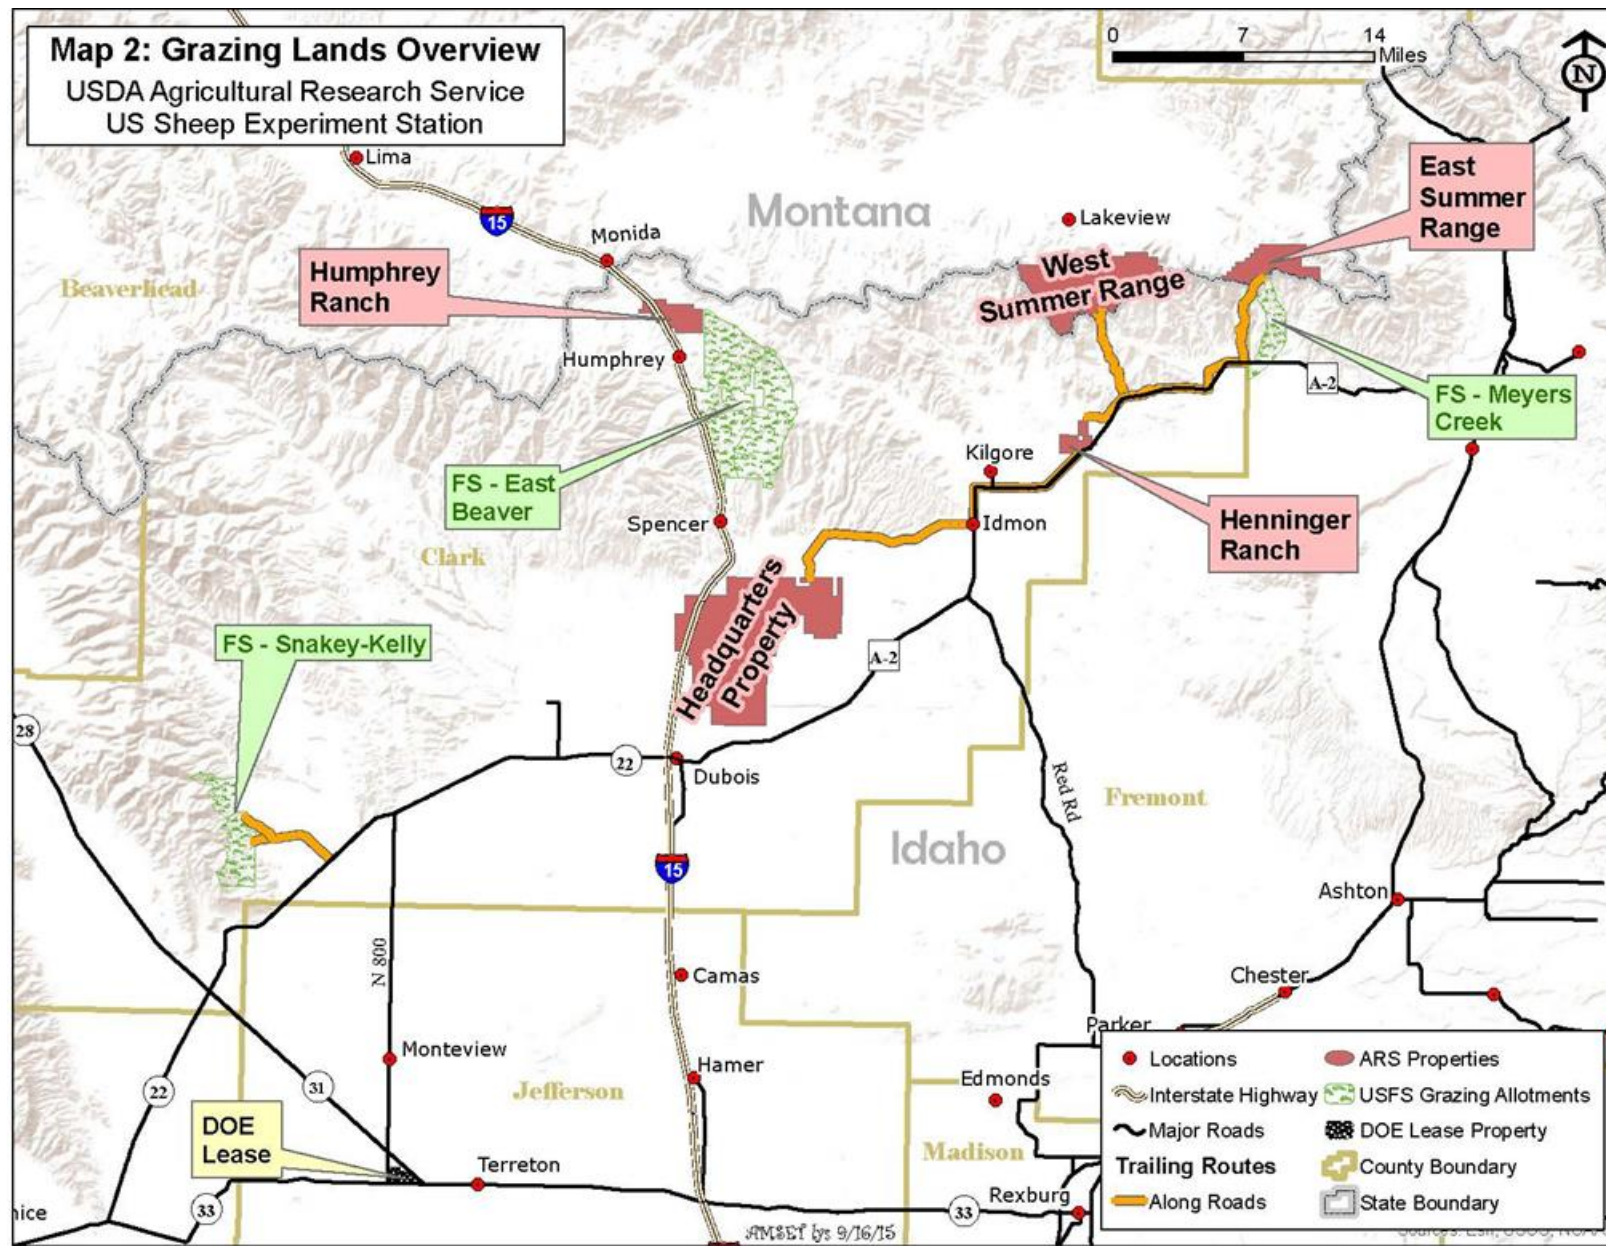 Map 2: Grazing Lands Overview
USDA Agricultural Research Service
US Sheep Experiment Station
0 7 14
Miles
N
Lima
15
Montana
Lakeview
East
Summer
Range
Monida
Beaverhead
Humphrey
Ranch
West
Summer Range
Humphrey
A-2
FS - Meyers
Creek
Kilgore
FS - East
Beaver
Spencer
Idmon
Henninger
Ranch
Clark
Headquarters
Property
FS - Snakey-Kelly
A-2
28
22
Dubois
Red Rd
Fremont
Idaho
15
Ashton
N 800
Camas
Chester
Parker
Monteview
Hamer
Edmonds
22
31
Jefferson
DOE
Lease
Madison
Terreton
Rexburg
33
33
AMSET lys 9/16/15
Locations
Interstate Highway
Major Roads
Trailing Routes
Along Roads
ARS Properties
USFS Grazing Allotments
DOE Lease Property
County Boundary
State Boundary